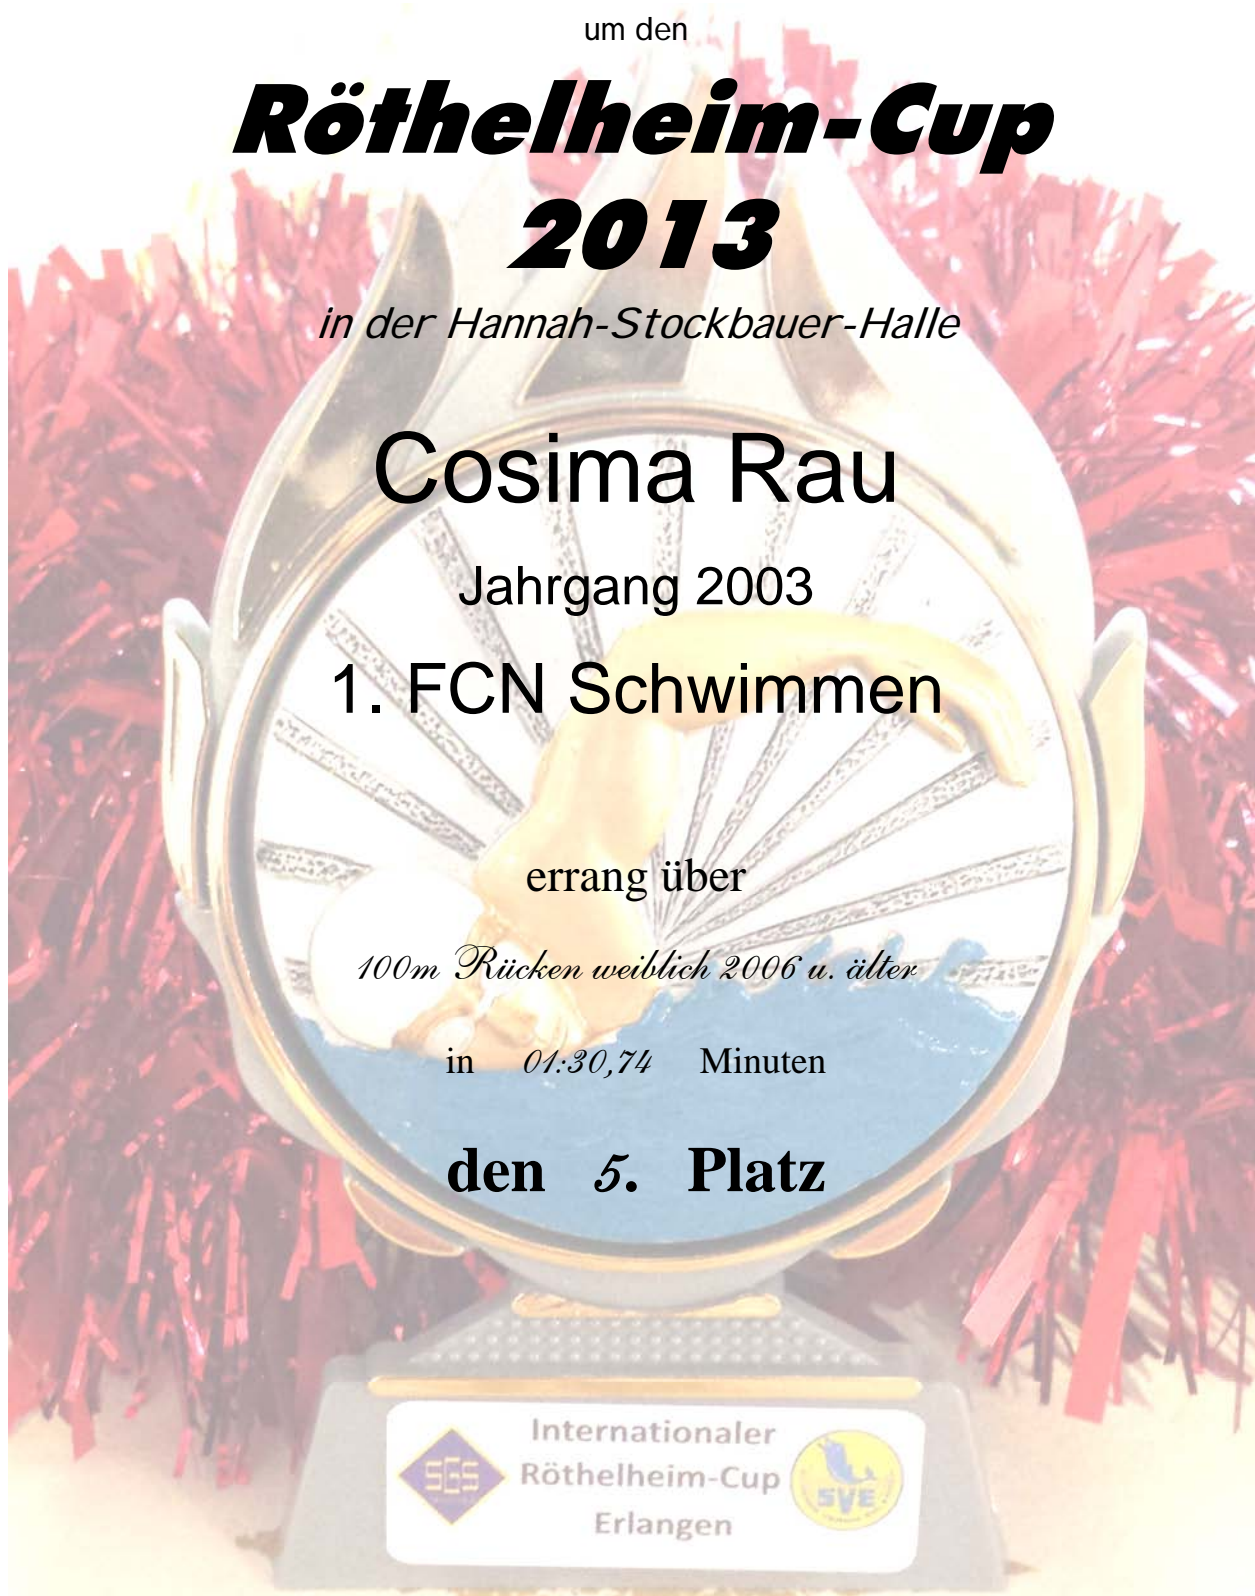 um den
Röthelheim-Cup
2013
in der Hannah-Stockbauer-Halle
Cosima Rau
Jahrgang 2003
1. FCN Schwimmen
errang über
100m Rücken weiblich 2006 u. älter
in 01:30,74 Minuten
den 5. Platz
Internationaler
Röthelheim-Cup
Erlangen
SGS
SVE